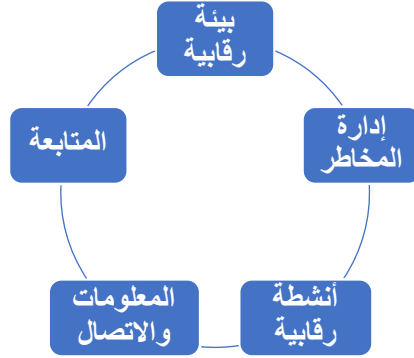 بيئة
رقابية
إدارة
المخاطر
أنشطة
رقابية
المعلومات
والاتصال
المتابعة